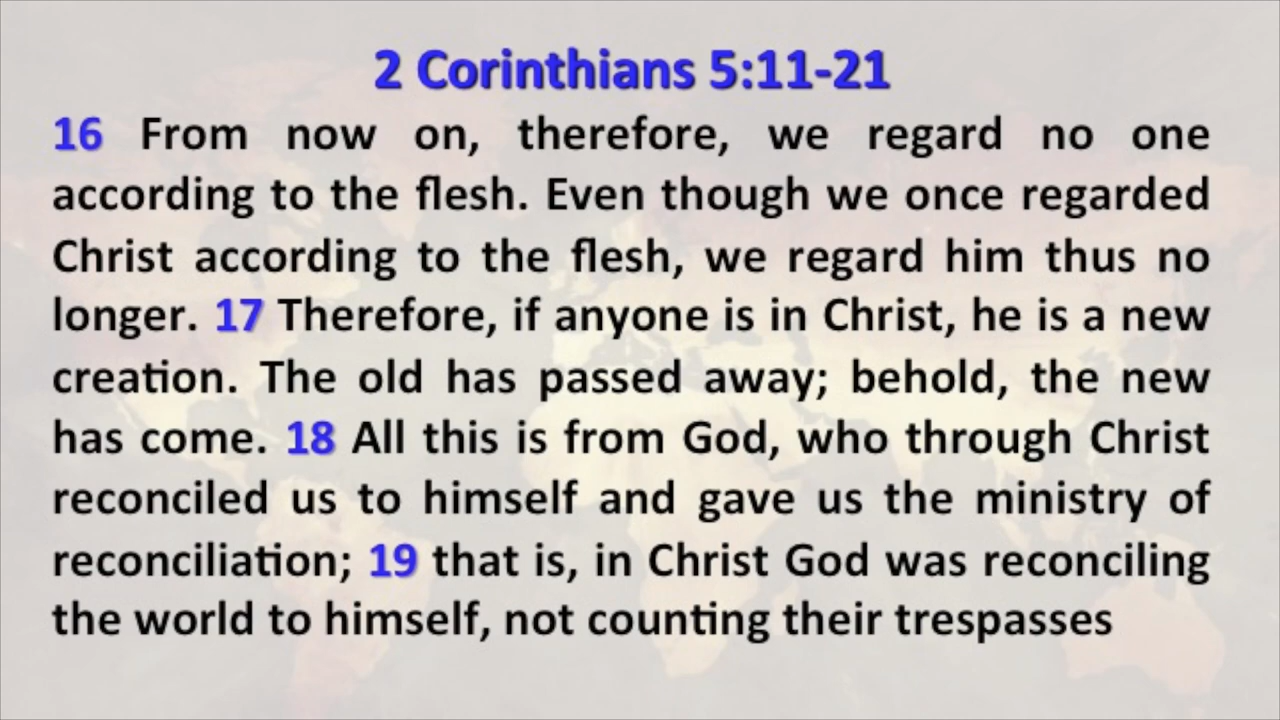 2 Corinthians 5:11-21
16 From now on, therefore, we regard no one
according to the flesh. Even though we once regarded
Christ according to the flesh, we regard him thus no
longer. 17 Therefore, if anyone is in Christ, he is a new
creation. The old has passed away; behold, the new
has come. 18 All this is from God, who through Christ
reconciled us to himself and gave us the ministry of
reconciliation; 19 that is, in Christ God was reconciling
the world to himself, not counting their trespasses